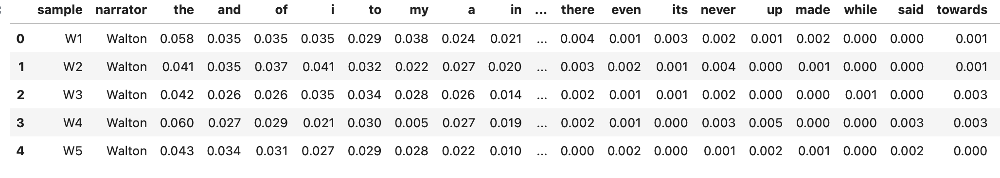 sample narrator the and of i to my a in ... there even its never up made while said towards
0 W1 Walton 0.058 0.035 0.035 0.035 0.029 0.038 0.024 0.021 ... 0.004 0.001 0.003 0.002 0.001 0.002 0.000 0.000 0.001
1 W2 Walton 0.041 0.035 0.037 0.041 0.032 0.022 0.027 0.020 ... 0.003 0.002 0.001 0.004 0.000 0.001 0.000 0.000 0.001
2 W3 Walton 0.042 0.026 0.026 0.035 0.034 0.028 0.026 0.014 ... 0.002 0.001 0.001 0.002 0.000 0.000 0.001 0.000 0.003
3 W4 Walton 0.060 0.027 0.029 0.021 0.030 0.005 0.027 0.019 ... 0.002 0.001 0.000 0.003 0.005 0.000 0.000 0.003 0.003
4 W5 Walton 0.043 0.034 0.031 0.027 0.029 0.028 0.022 0.010 ... 0.000 0.002 0.000 0.001 0.002 0.001 0.000 0.002 0.000